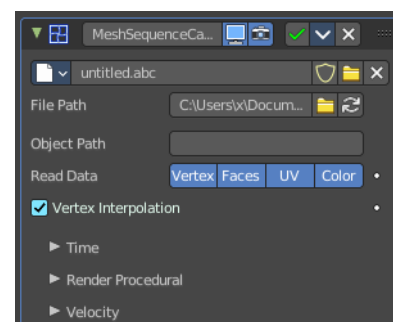 MeshSequenceCa...
untitled.abc
File Path C:\Users\x\Docum...
Object Path
Read Data Vertex Faces UV Color
Vertex Interpolation
Time
Render Procedural
Velocity